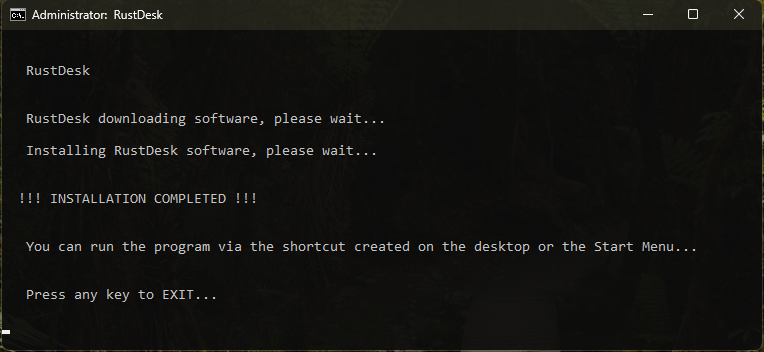 Administrator: RustDesk
RustDesk
RustDesk downloading software, please wait...
Installing RustDesk software, please wait...
!!! INSTALLATION COMPLETED !!!
You can run the program via the shortcut created on the desktop or the Start Menu...
Press any key to EXIT...